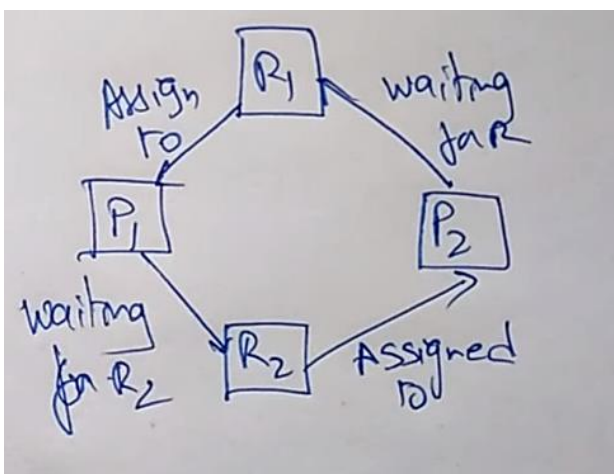 R1
Assign
to
waiting
for R
P1
P2
waiting
for R2
R2
Assigned
to